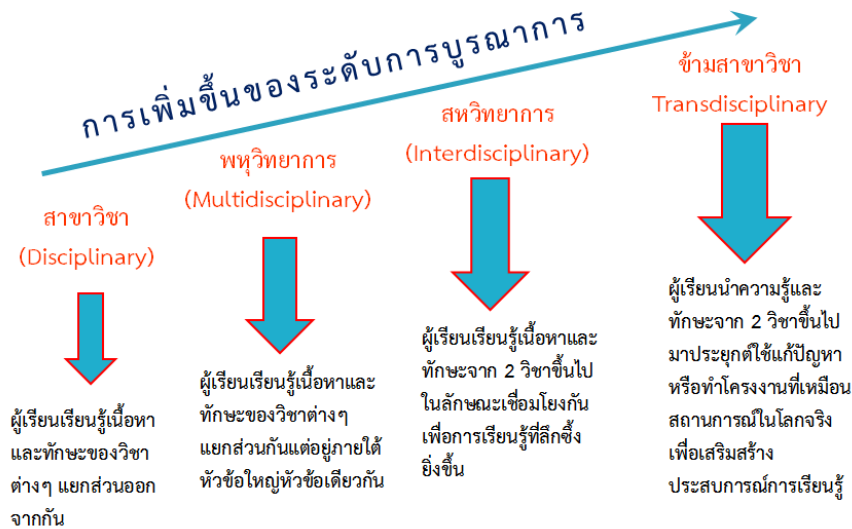 การเพิ่มขึ้นของระดับการบูรณาการ
สาขาวิชา
(Disciplinary)
ผู้เรียนเรียนรู้เนื้อหา
และทักษะของวิชา
ต่างๆ แยกส่วนออก
จากกัน
พหุวิทยาการ
(Multidisciplinary)
ผู้เรียนเรียนรู้เนื้อหาและ
ทักษะของวิชาต่างๆ
แยกส่วนกันแต่อยู่ภายใต้
หัวข้อใหญ่หัวข้อเดียวกัน
สหวิทยาการ
(Interdisciplinary)
ผู้เรียนเรียนรู้เนื้อหาและ
ทักษะจาก 2 วิชาขึ้นไป
ในลักษณะเชื่อมโยงกัน
เพื่อการเรียนรู้ที่ลึกซึ้ง
ยิ่งขึ้น
ข้ามสาขาวิชา
Transdisciplinary
ผู้เรียนนำความรู้และ
ทักษะจาก 2 วิชาขึ้นไป
มาประยุกต์ใช้แก้ปัญหา
หรือทำโครงงานที่เหมือน
สถานการณ์ในโลกจริง
เพื่อเสริมสร้าง
ประสบการณ์การเรียนรู้